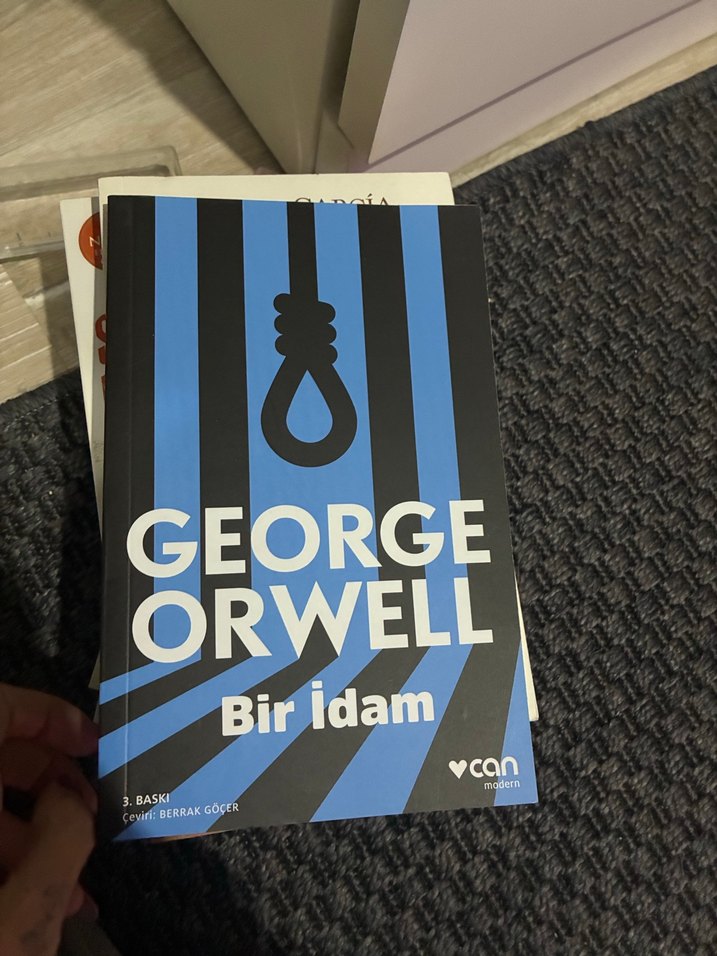 GARCÍA
GEORGE
ORWELL
Bir İdam
can
modern
3. BASKI
Çeviri: BERRAK GÖÇER